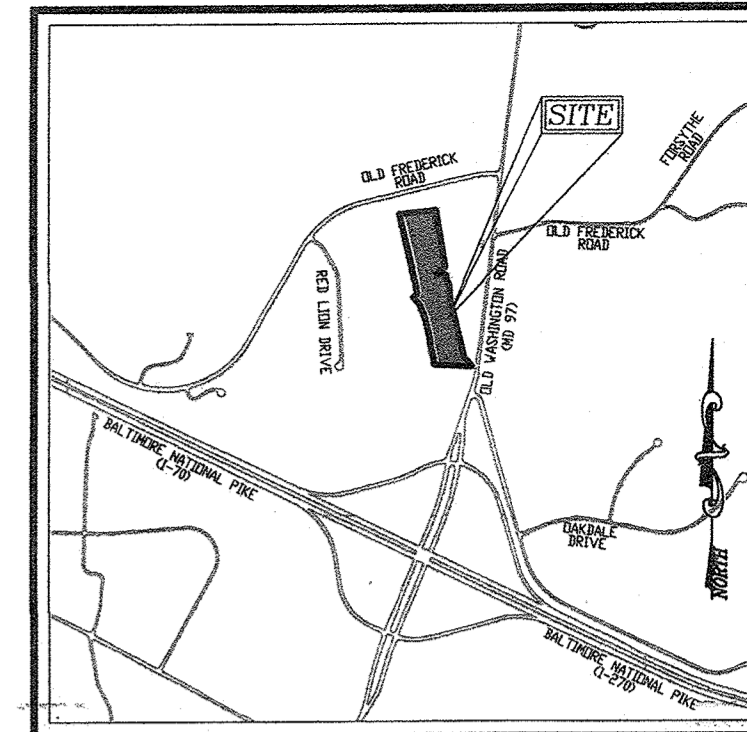 SITE
FORSYTHE
ROAD
OLD FREDERICK
ROAD
OLD FREDERICK
ROAD
RED LION DRIVE
OLD WASHINGTON ROAD
(MD 97)
BALTIMORE NATIONAL PIKE
(I-70)
OAKDALE
DRIVE
NORTH
BALTIMORE NATIONAL PIKE
(I-270)